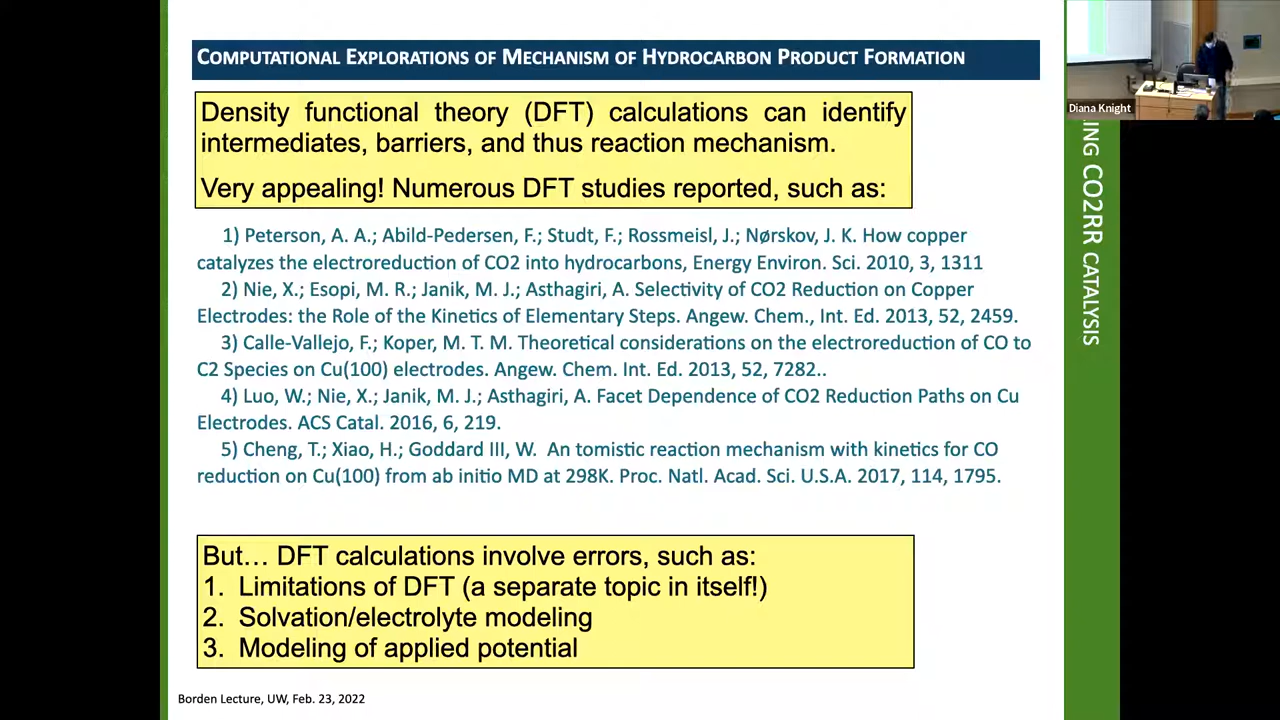 COMPUTATIONAL EXPLORATIONS OF MECHANISM OF HYDROCARBON PRODUCT FORMATION
Density functional theory (DFT) calculations can identify
intermediates, barriers, and thus reaction mechanism.
Very appealing! Numerous DFT studies reported, such as:
1) Peterson, A. A.; Abild-Pedersen, F.; Studt, F.; Rossmeisl, J.; Nørskov, J. K. How copper
catalyzes the electroreduction of CO2 into hydrocarbons, Energy Environ. Sci. 2010, 3, 1311
2) Nie, X.; Esopi, M. R.; Janik, M. J.; Asthagiri, A. Selectivity of CO2 Reduction on Copper
Electrodes: the Role of the Kinetics of Elementary Steps. Angew. Chem., Int. Ed. 2013, 52, 2459.
3) Calle-Vallejo, F.; Koper, M. T. M. Theoretical considerations on the electroreduction of CO to
C2 Species on Cu(100) electrodes. Angew. Chem. Int. Ed. 2013, 52, 7282..
4) Luo, W.; Nie, X.; Janik, M. J.; Asthagiri, A. Facet Dependence of CO2 Reduction Paths on Cu
Electrodes. ACS Catal. 2016, 6, 219.
5) Cheng, T.; Xiao, H.; Goddard III, W. An tomistic reaction mechanism with kinetics for CO
reduction on Cu(100) from ab initio MD at 298K. Proc. Natl. Acad. Sci. U.S.A. 2017, 114, 1795.
But... DFT calculations involve errors, such as:
1. Limitations of DFT (a separate topic in itself!)
2. Solvation/electrolyte modeling
3. Modeling of applied potential
Borden Lecture, UW, Feb. 23, 2022
Diana Knight
ING CO2RR CATALYSIS